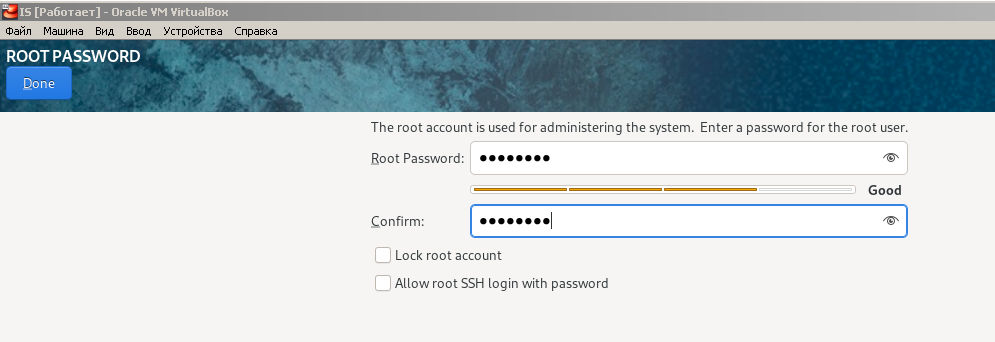 IS [Работает] - Oracle VM VirtualBox
Файл Машина Вид Ввод Устройства Справка
ROOT PASSWORD
Done
The root account is used for administering the system. Enter a password for the root user.
Root Password: ●●●●●●●●
Good
Confirm: ●●●●●●●●
Lock root account
Allow root SSH login with password